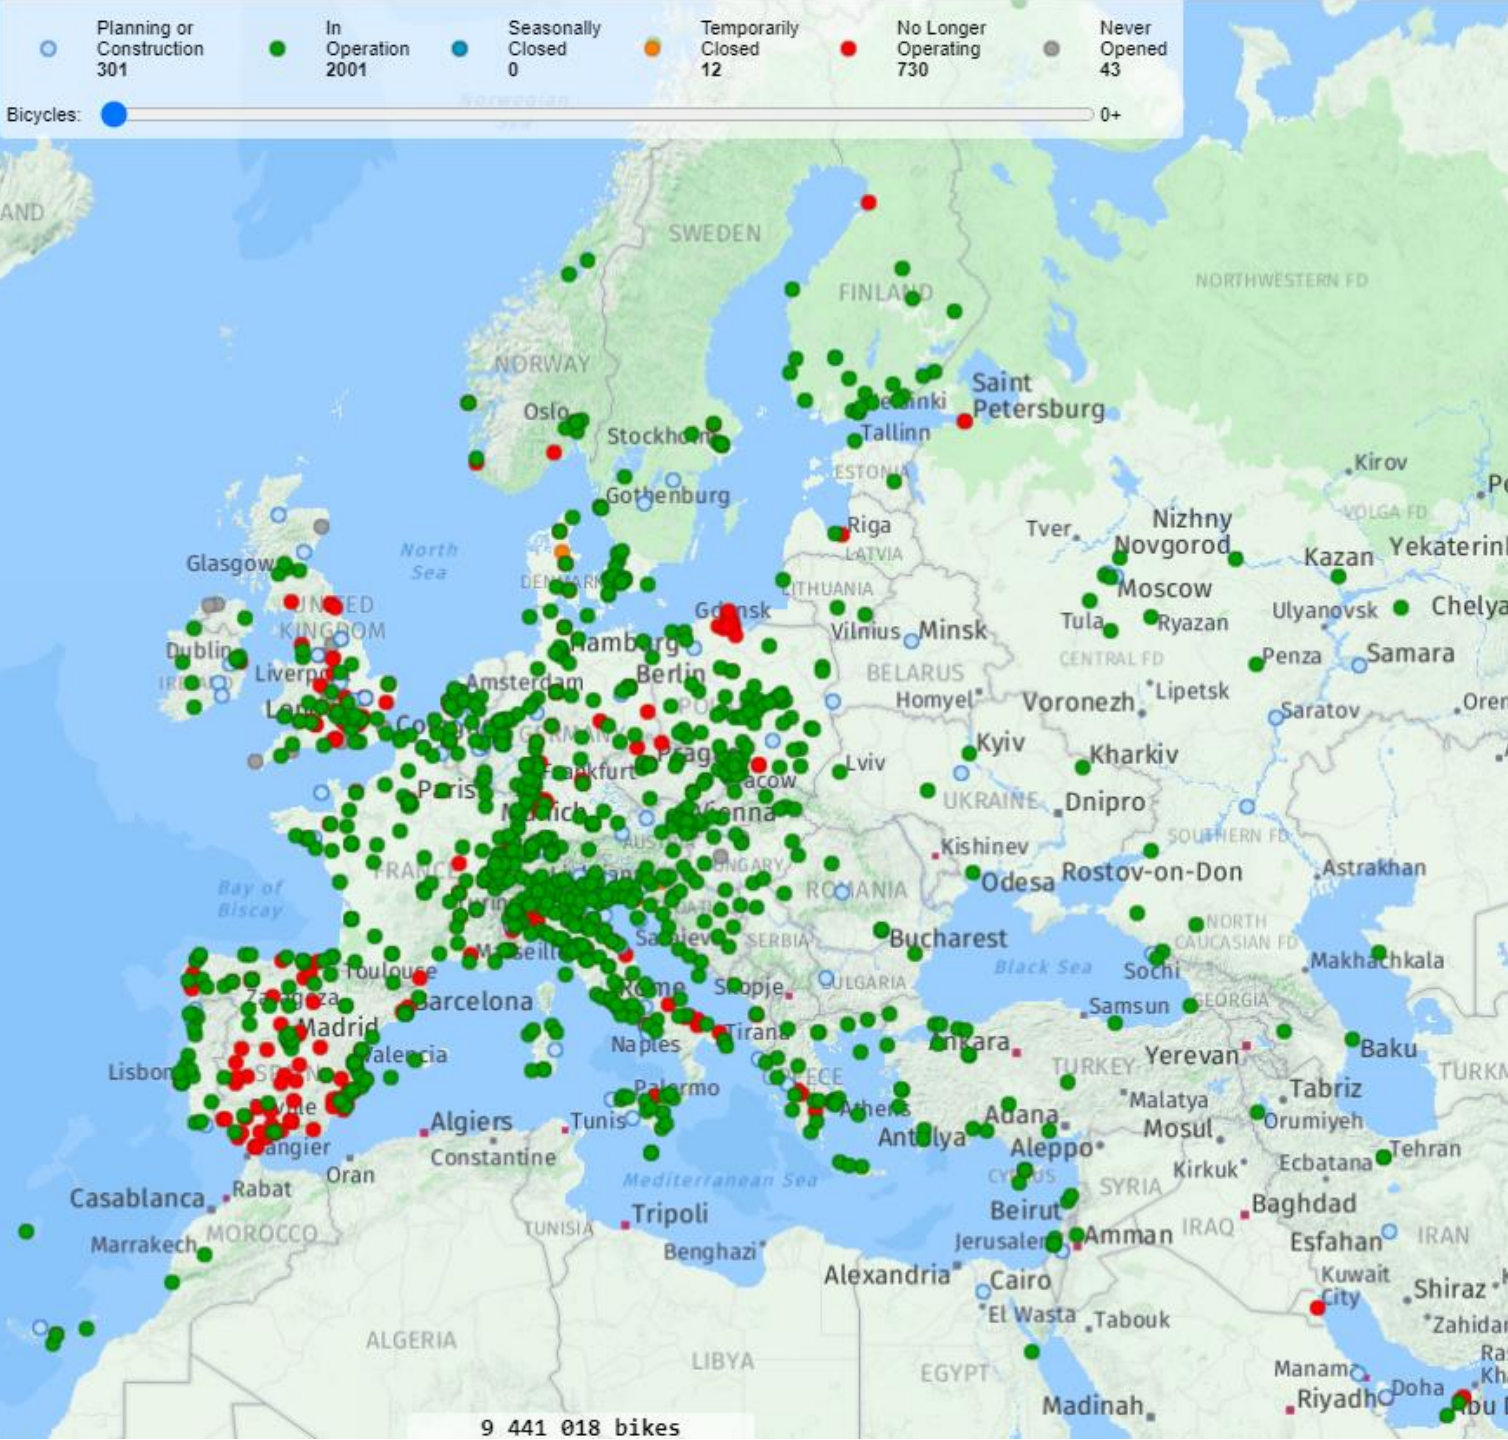 Planning or
Construction
301
In
Operation
2001
Seasonally
Closed
0
Temporarily
Closed
12
No Longer
Operating
730
Never
Opened
43
Bicycles:
0+
Norwegian
Sea
AND
SWEDEN
FINLAND
NORTHWESTERN FD
NORWAY
Oslo
Stockholm
Saint
Petersburg
Tallinn
ESTONIA
Gothenburg
Kirov
Riga
LATVIA
Tver
Nizhny
Novgorod
VOLGA FD
Kazan
Yekaterin
North
Sea
Glasgow
DENMARK
LITHUANIA
Moscow
UNITED
KINGDOM
Gdansk
Vilnius
Minsk
Tula
Ryazan
Ulyanovsk
Chelya
Dublin
Hamburg
CENTRAL FD
Penza
Samara
Liverpool
Amsterdam
Berlin
BELARUS
Homyel
Voronezh
Lipetsk
Saratov
Oren
Kyiv
Kharkiv
Paris
Frankfurt
Lviv
UKRAINE
Dnipro
SOUTHERN FD
Munich
Vienna
Kishinev
Astrakhan
FRANCE
HUNGARY
ROMANIA
Odesa
Rostov-on-Don
Bay of
Biscay
NORTH
CAUCASIAN FD
Marseille
Sarajevo
SERBIA
Bucharest
Black Sea
Sochi
Makhachkala
Toulouse
Rome
Skopje
BULGARIA
Zaragoza
Barcelona
Samsun
GEORGIA
Madrid
Naples
Tirana
Ankara
Yerevan
Baku
Lisbon
SPAIN
Valencia
GREECE
TURKEY
TURKM
Palermo
Athens
Malatya
Tabriz
Algiers
Tunis
Antalya
Adana
Mosul
Orumiyeh
Tangier
Constantine
Aleppo
Tehran
Oran
Mediterranean Sea
CYPRUS
Kirkuk
Ecbatana
Casablanca
Rabat
SYRIA
Baghdad
Tripoli
Beirut
MOROCCO
TUNISIA
Benghazi
Jerusalem
Amman
IRAQ
Esfahan
IRAN
Marrakech
Alexandria
Cairo
Kuwait
City
Shiraz
El Wasta
Tabouk
Zahidan
ALGERIA
LIBYA
EGYPT
Manama
Madinah
Riyadh
Doha
9 441 018 bikes